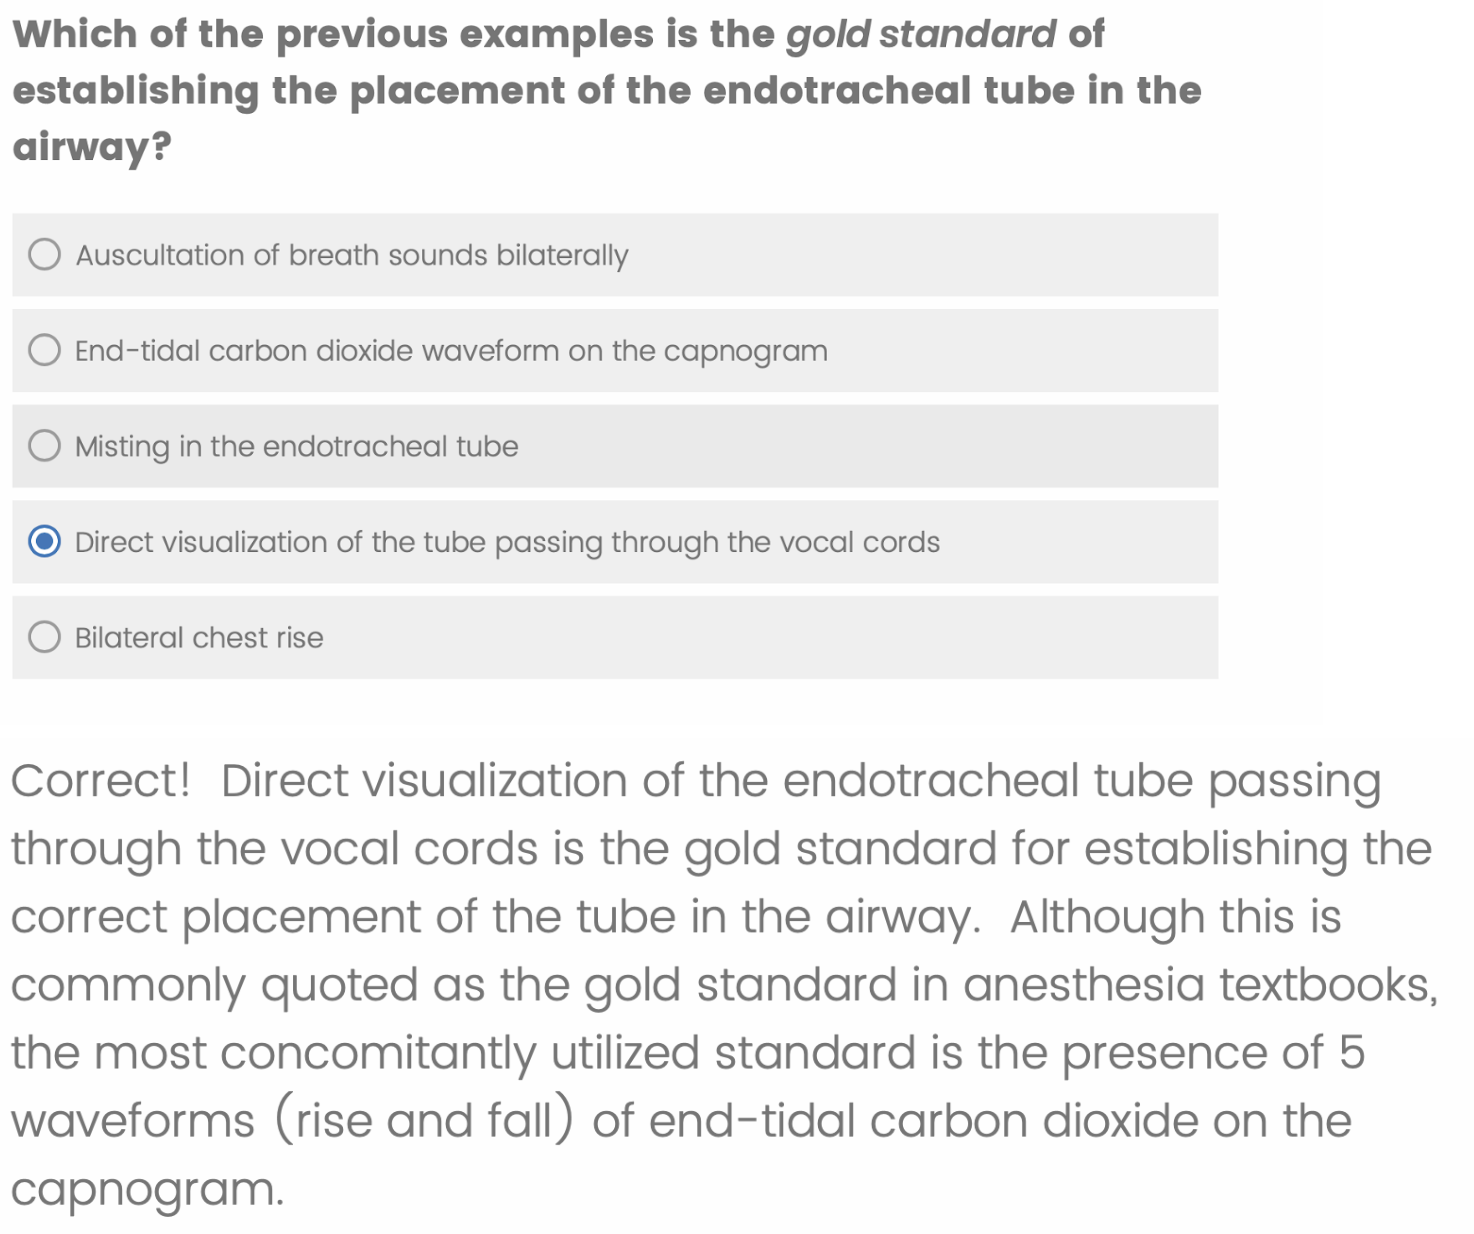 Which of the previous examples is the gold standard of
establishing the placement of the endotracheal tube in the
airway?
Auscultation of breath sounds bilaterally
End-tidal carbon dioxide waveform on the capnogram
Misting in the endotracheal tube
Direct visualization of the tube passing through the vocal cords
Bilateral chest rise
Correct!  Direct visualization of the endotracheal tube passing
through the vocal cords is the gold standard for establishing the
correct placement of the tube in the airway.  Although this is
commonly quoted as the gold standard in anesthesia textbooks,
the most concomitantly utilized standard is the presence of 5
waveforms (rise and fall) of end-tidal carbon dioxide on the
capnogram.